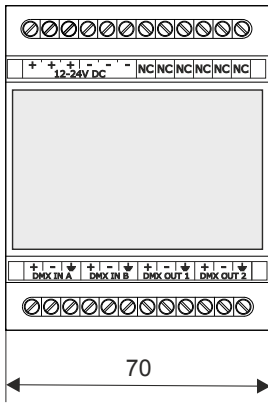 + + + - - - NC NC NC NC NC NC
12-24V DC
+ - ⏚ + - ⏚ + - ⏚ + - ⏚
DMX IN A DMX IN B DMX OUT 1 DMX OUT 2
70